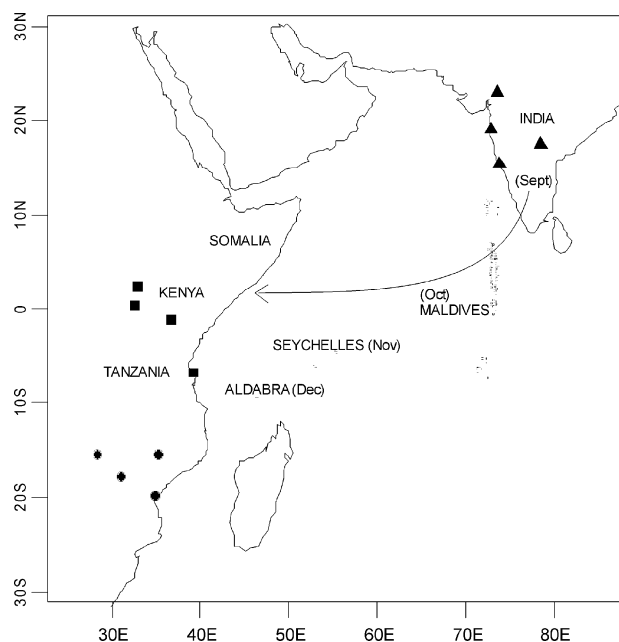 30N
20N
10N
0
10S
20S
30S
INDIA
(Sept)
SOMALIA
KENYA
(Oct)
MALDIVES
SEYCHELLES (Nov)
TANZANIA
ALDABRA (Dec)
30E 40E 50E 60E 70E 80E